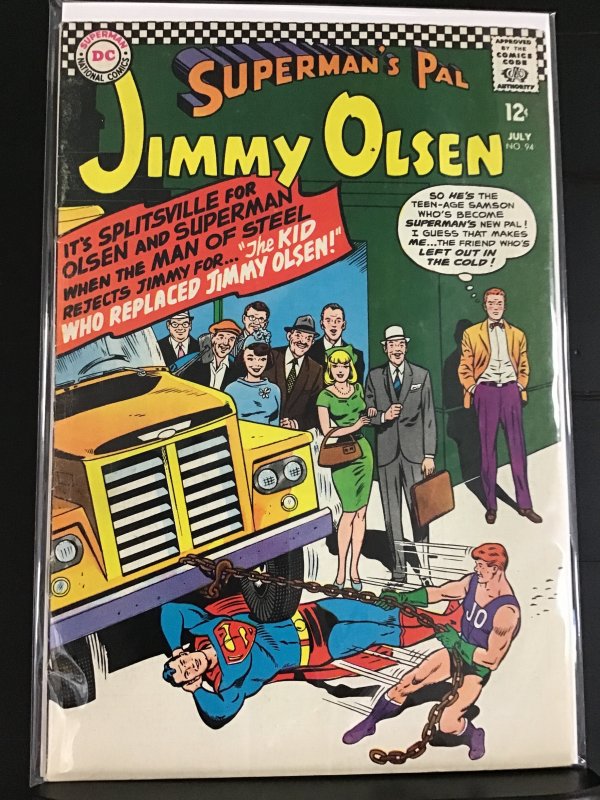 SUPERMAN
DC
NATIONAL COMICS
SUPERMAN'S PAL
JIMMY OLSEN
APPROVED
BY THE
COMICS
CODE
AUTHORITY
12¢
JULY
NO. 94
IT'S SPLITSVILLE FOR
OLSEN AND SUPERMAN
WHEN THE MAN OF STEEL
REJECTS JIMMY FOR... "The KID
WHO REPLACED JIMMY OLSEN!"
SO HE'S THE
TEEN-AGE SAMSON
WHO'S BECOME
SUPERMAN'S NEW PAL!
I GUESS THAT MAKES
ME...THE FRIEND WHO'S
LEFT OUT IN
THE COLD!
S
JO